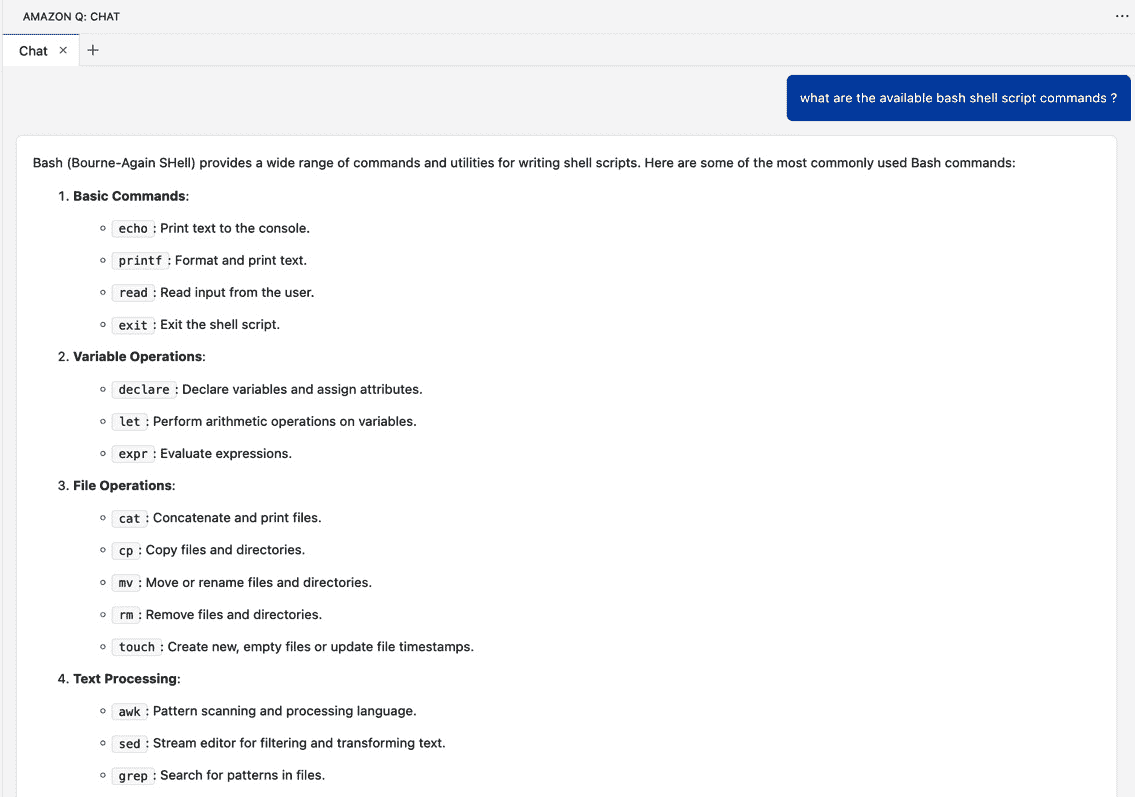 AMAZON Q: CHAT
Chat
what are the available bash shell script commands ?
Bash (Bourne-Again SHell) provides a wide range of commands and utilities for writing shell scripts. Here are some of the most commonly used Bash commands:
1. Basic Commands:
echo : Print text to the console.
printf : Format and print text.
read : Read input from the user.
exit : Exit the shell script.
2. Variable Operations:
declare : Declare variables and assign attributes.
let : Perform arithmetic operations on variables.
expr : Evaluate expressions.
3. File Operations:
cat : Concatenate and print files.
cp : Copy files and directories.
mv : Move or rename files and directories.
rm : Remove files and directories.
touch : Create new, empty files or update file timestamps.
4. Text Processing:
awk : Pattern scanning and processing language.
sed : Stream editor for filtering and transforming text.
grep : Search for patterns in files.